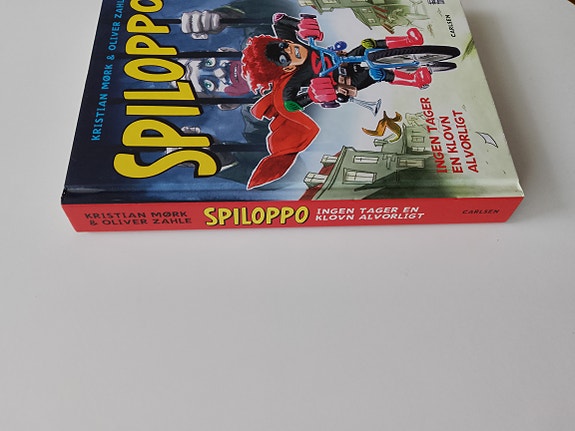 KRISTIAN MØRK & OLIVER ZAHLE
SPILOPPO
INGEN TAGER
EN KLOVN
ALVORLIGT
CARLSEN
KRISTIAN MØRK
& OLIVER ZAHLE
SPILOPPO
INGEN TAGER EN
KLOVN ALVORLIGT
CARLSEN